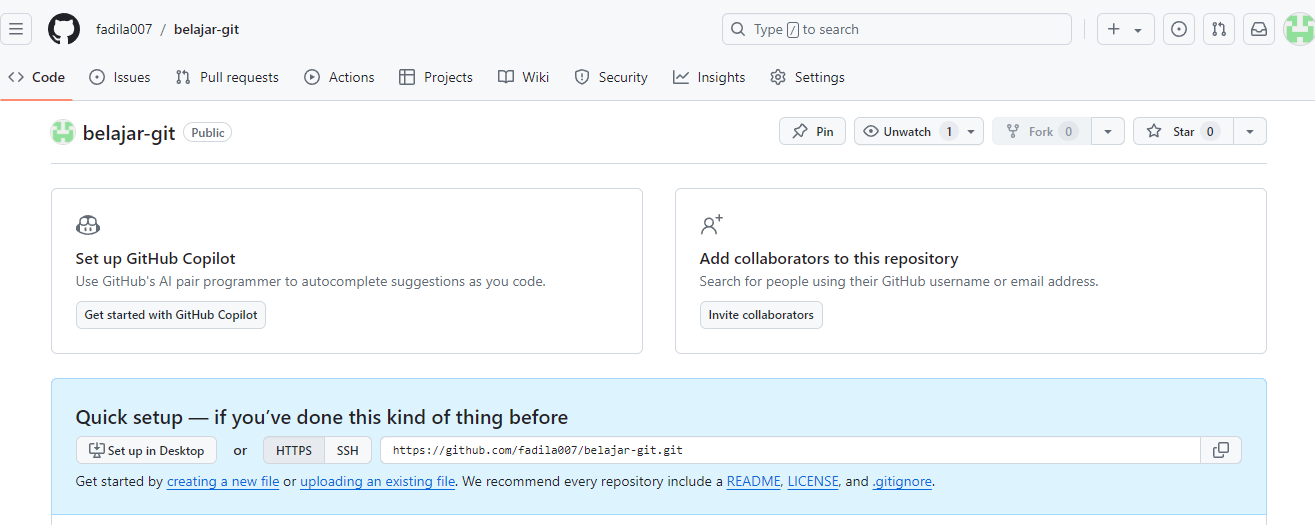 fadila007 / belajar-git
Type / to search
Code Issues Pull requests Actions Projects Wiki Security Insights Settings
belajar-git Public
Pin Unwatch 1 Fork 0 Star 0
Set up GitHub Copilot
Use GitHub's AI pair programmer to autocomplete suggestions as you code.
Get started with GitHub Copilot
Add collaborators to this repository
Search for people using their GitHub username or email address.
Invite collaborators
Quick setup — if you’ve done this kind of thing before
Set up in Desktop or HTTPS SSH https://github.com/fadila007/belajar-git.git
Get started by creating a new file or uploading an existing file. We recommend every repository include a README, LICENSE, and .gitignore.